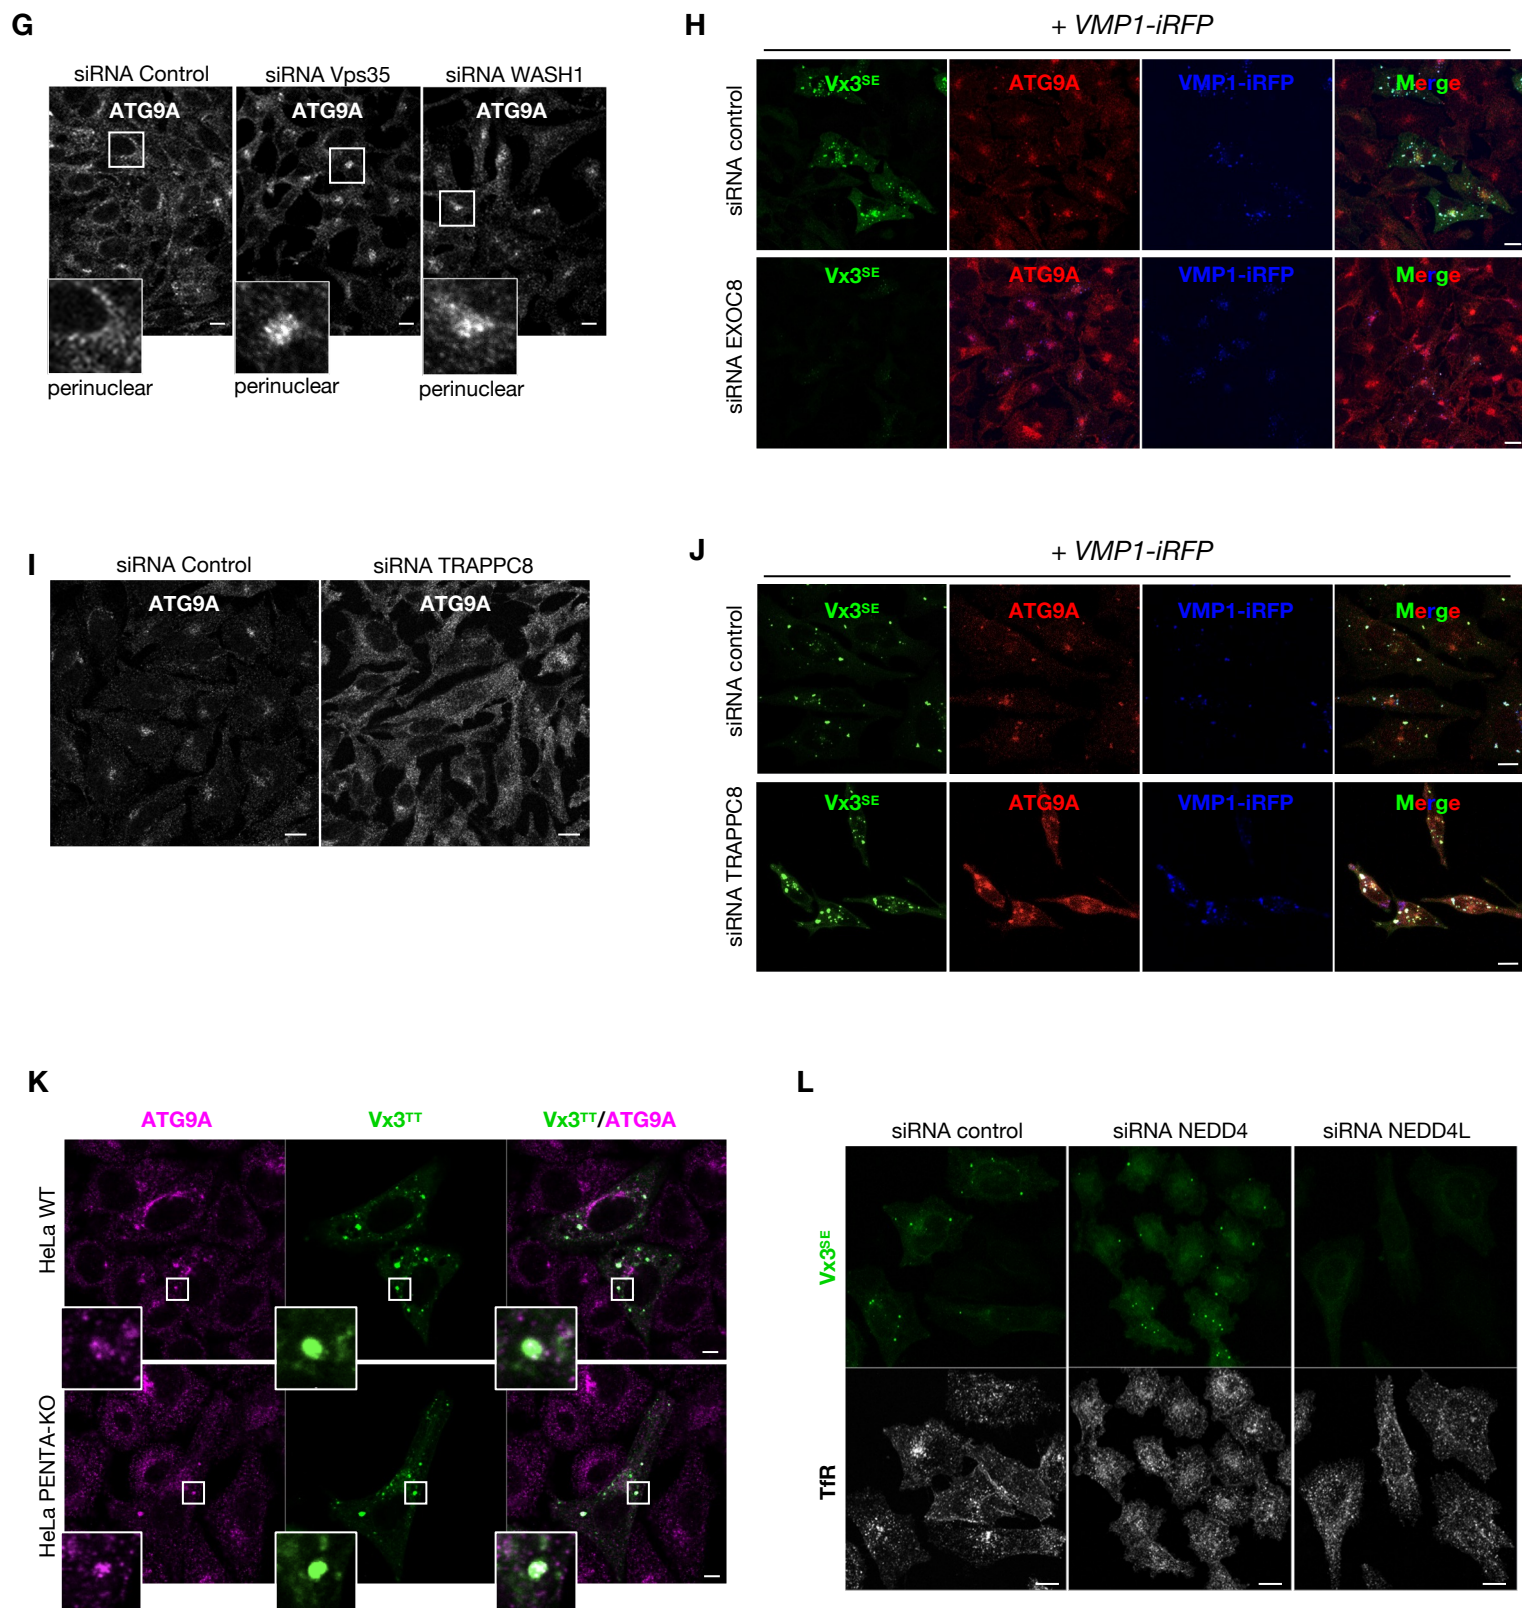 G
siRNA Control
siRNA Vps35
siRNA WASH1
ATG9A
ATG9A
ATG9A
perinuclear
perinuclear
perinuclear
H
+ VMP1-iRFP
siRNA control
Vx3SE
ATG9A
VMP1-iRFP
Merge
siRNA EXOC8
Vx3SE
ATG9A
VMP1-iRFP
Merge
I
siRNA Control
siRNA TRAPPC8
ATG9A
ATG9A
J
+ VMP1-iRFP
siRNA control
Vx3SE
ATG9A
VMP1-iRFP
Merge
siRNA TRAPPC8
Vx3SE
ATG9A
VMP1-iRFP
Merge
K
ATG9A
Vx3TT
Vx3TT/ATG9A
HeLa WT
HeLa PENTA-KO
L
siRNA control
siRNA NEDD4
siRNA NEDD4L
Vx3SE
TfR